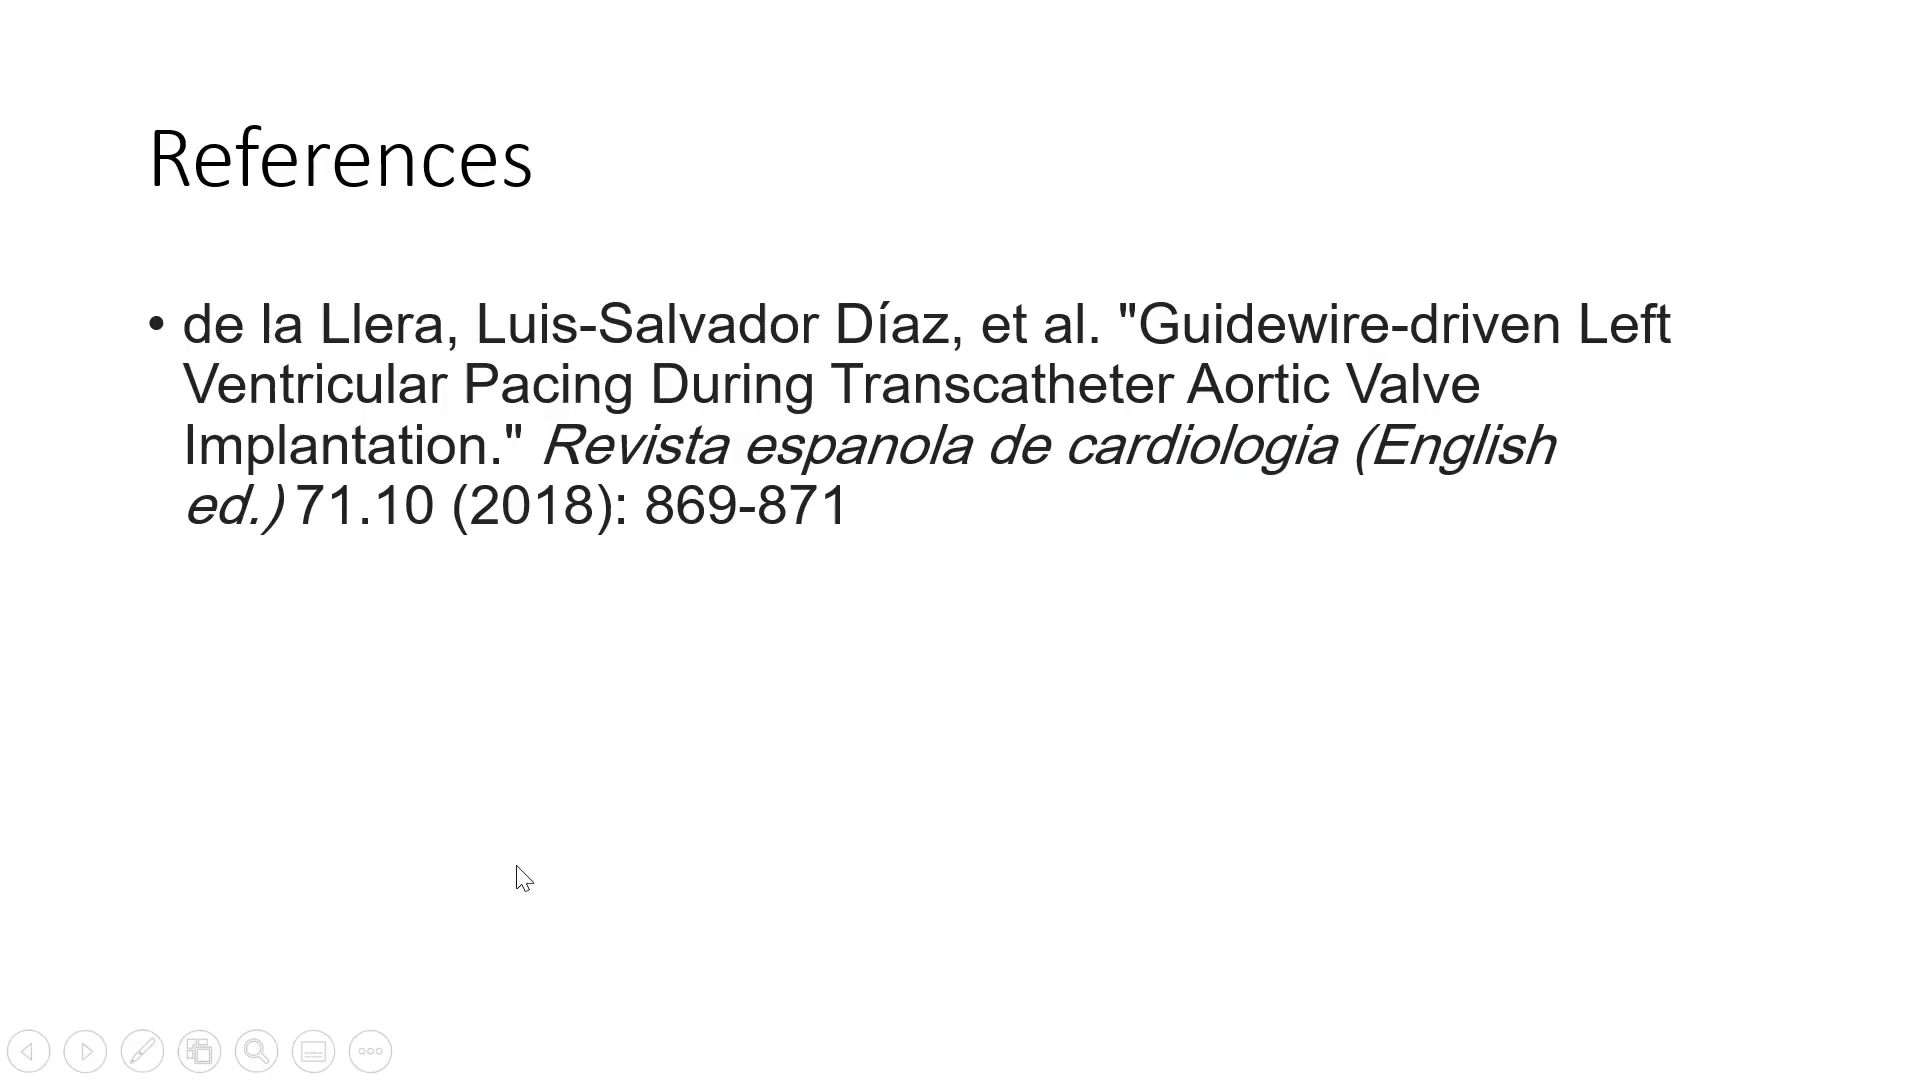 References
• de la Llera, Luis-Salvador Díaz, et al. "Guidewire-driven Left
Ventricular Pacing During Transcatheter Aortic Valve
Implantation." Revista espanola de cardiologia (English
ed.) 71.10 (2018): 869-871